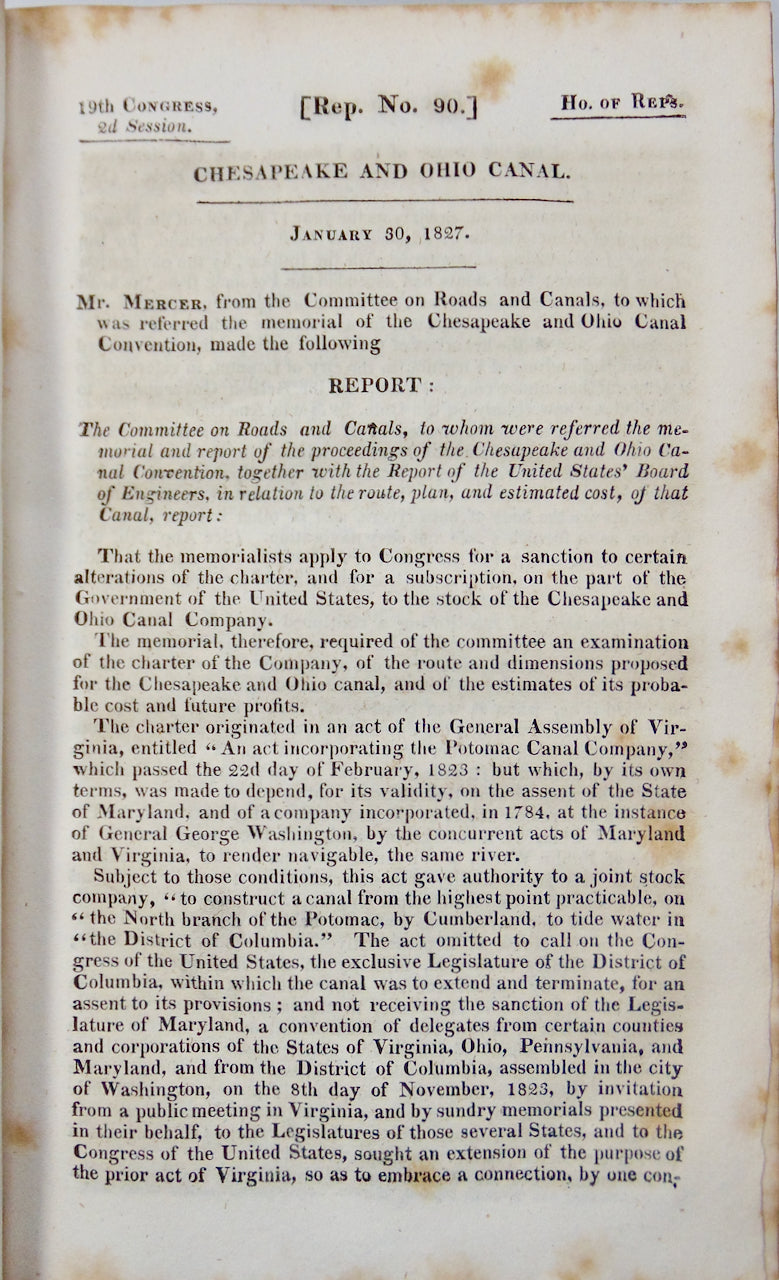 19th Congress,
2d Session.
[Rep. No. 90.]
Ho. of Reps.
CHESAPEAKE AND OHIO CANAL.
January 30, 1827.
Mr. Mercer, from the Committee on Roads and Canals, to which
was referred the memorial of the Chesapeake and Ohio Canal
Convention, made the following
REPORT :
The Committee on Roads and Canals, to whom were referred the me-
morial and report of the proceedings of the Chesapeake and Ohio Ca-
nal Convention, together with the Report of the United States' Board
of Engineers, in relation to the route, plan, and estimated cost, of that
Canal, report :
That the memorialists apply to Congress for a sanction to certain
alterations of the charter, and for a subscription, on the part of the
Government of the United States, to the stock of the Chesapeake and
Ohio Canal Company.
The memorial, therefore, required of the committee an examination
of the charter of the Company, of the route and dimensions proposed
for the Chesapeake and Ohio canal, and of the estimates of its proba-
ble cost and future profits.
The charter originated in an act of the General Assembly of Vir-
ginia, entitled “ An act incorporating the Potomac Canal Company,”
which passed the 22d day of February, 1823 : but which, by its own
terms, was made to depend, for its validity, on the assent of the State
of Maryland, and of a company incorporated, in 1784, at the instance
of General George Washington, by the concurrent acts of Maryland
and Virginia, to render navigable, the same river.
Subject to those conditions, this act gave authority to a joint stock
company, “ to construct a canal from the highest point practicable, on
“ the North branch of the Potomac, by Cumberland, to tide water in
“ the District of Columbia.” The act omitted to call on the Con-
gress of the United States, the exclusive Legislature of the District of
Columbia, within which the canal was to extend and terminate, for an
assent to its provisions ; and not receiving the sanction of the Legis-
lature of Maryland, a convention of delegates from certain counties
and corporations of the States of Virginia, Ohio, Pennsylvania, and
Maryland, and from the District of Columbia, assembled in the city
of Washington, on the 8th day of November, 1823, by invitation
from a public meeting in Virginia, and by sundry memorials presented
in their behalf, to the Legislatures of those several States, and to the
Congress of the United States, sought an extension of the purpose of
the prior act of Virginia, so as to embrace a connection, by one con-